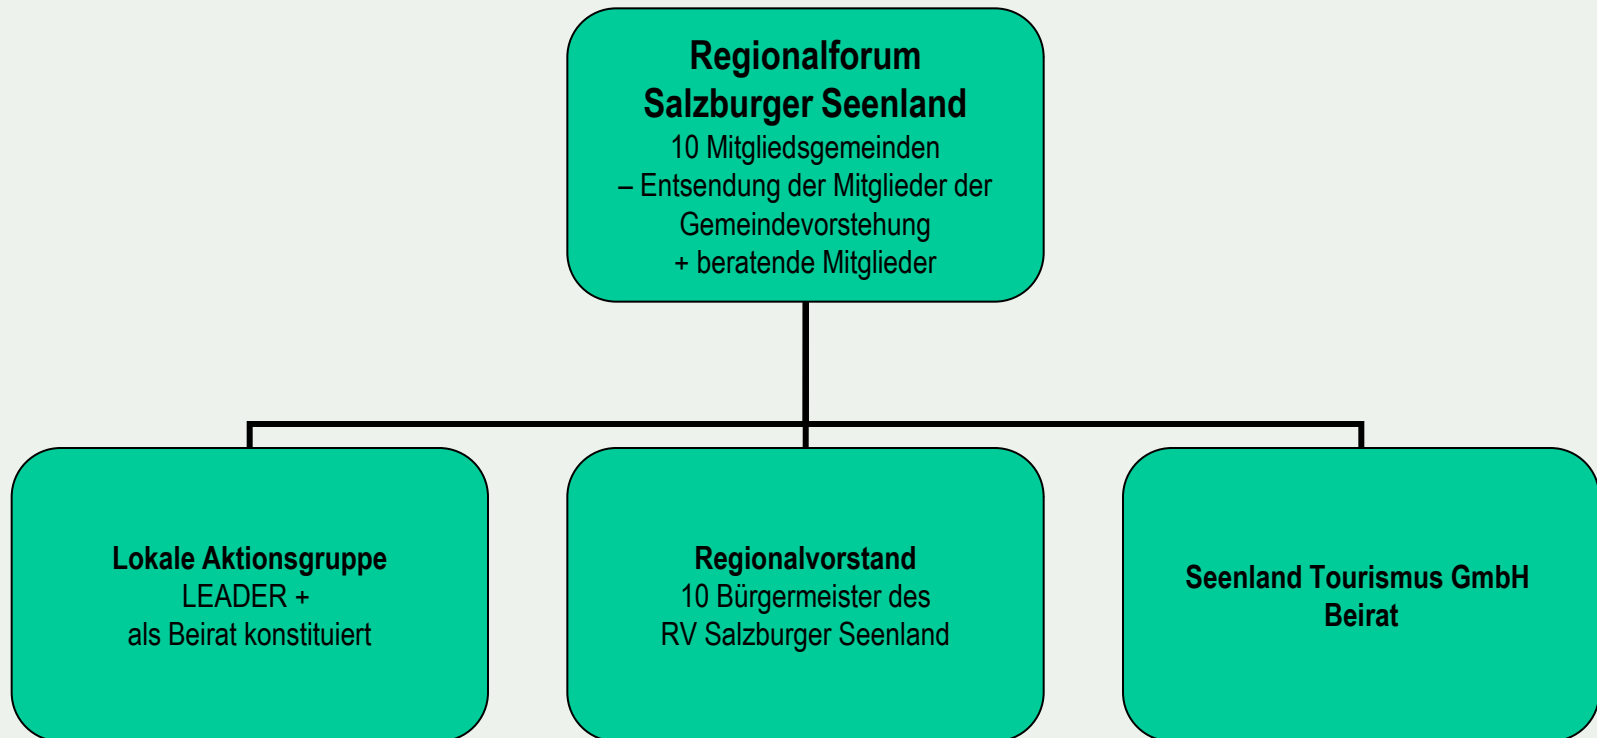 Regionalforum
Salzburger Seenland
10 Mitgliedsgemeinden
– Entsendung der Mitglieder der
Gemeindevorstehung
+ beratende Mitglieder
Lokale Aktionsgruppe
LEADER +
als Beirat konstituiert
Regionalvorstand
10 Bürgermeister des
RV Salzburger Seenland
Seenland Tourismus GmbH
Beirat